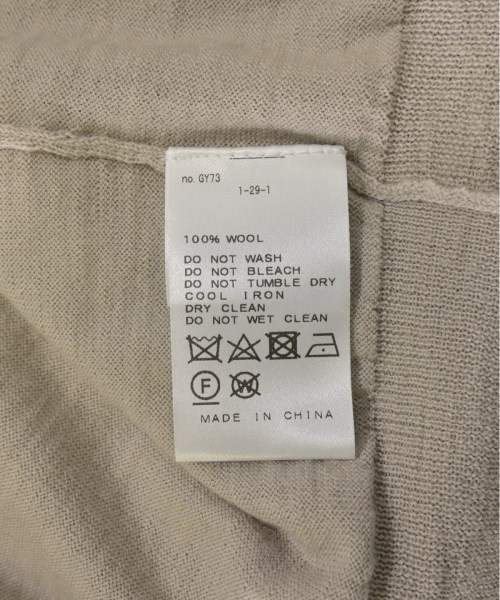 no. GY73
1-29-1
100% WOOL
DO NOT WASH
DO NOT BLEACH
DO NOT TUMBLE DRY
COOL IRON
DRY CLEAN
DO NOT WET CLEAN
F W
MADE IN CHINA